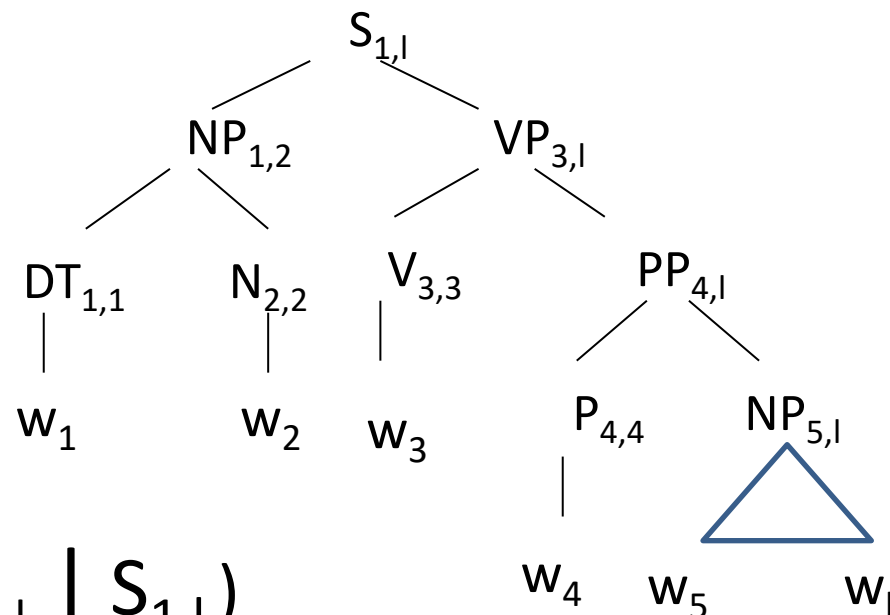 S1,l
NP1,2 VP3,l
DT1,1 N2,2 V3,3 PP4,l
w1 w2 w3 P4,4 NP5,l
w4 w5
| S1,l)